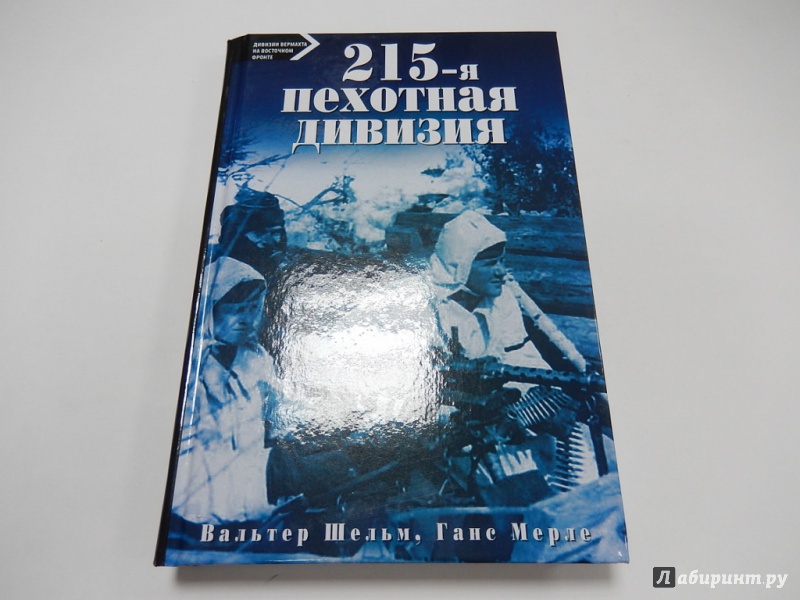 ДИВИЗИИ ВЕРМАХТА
НА ВОСТОЧНОМ
ФРОНТЕ
215-я
ПЕХОТНАЯ
ДИВИЗИЯ
Вальтер Шельм, Ганс Мерле
Лабиринт.ру